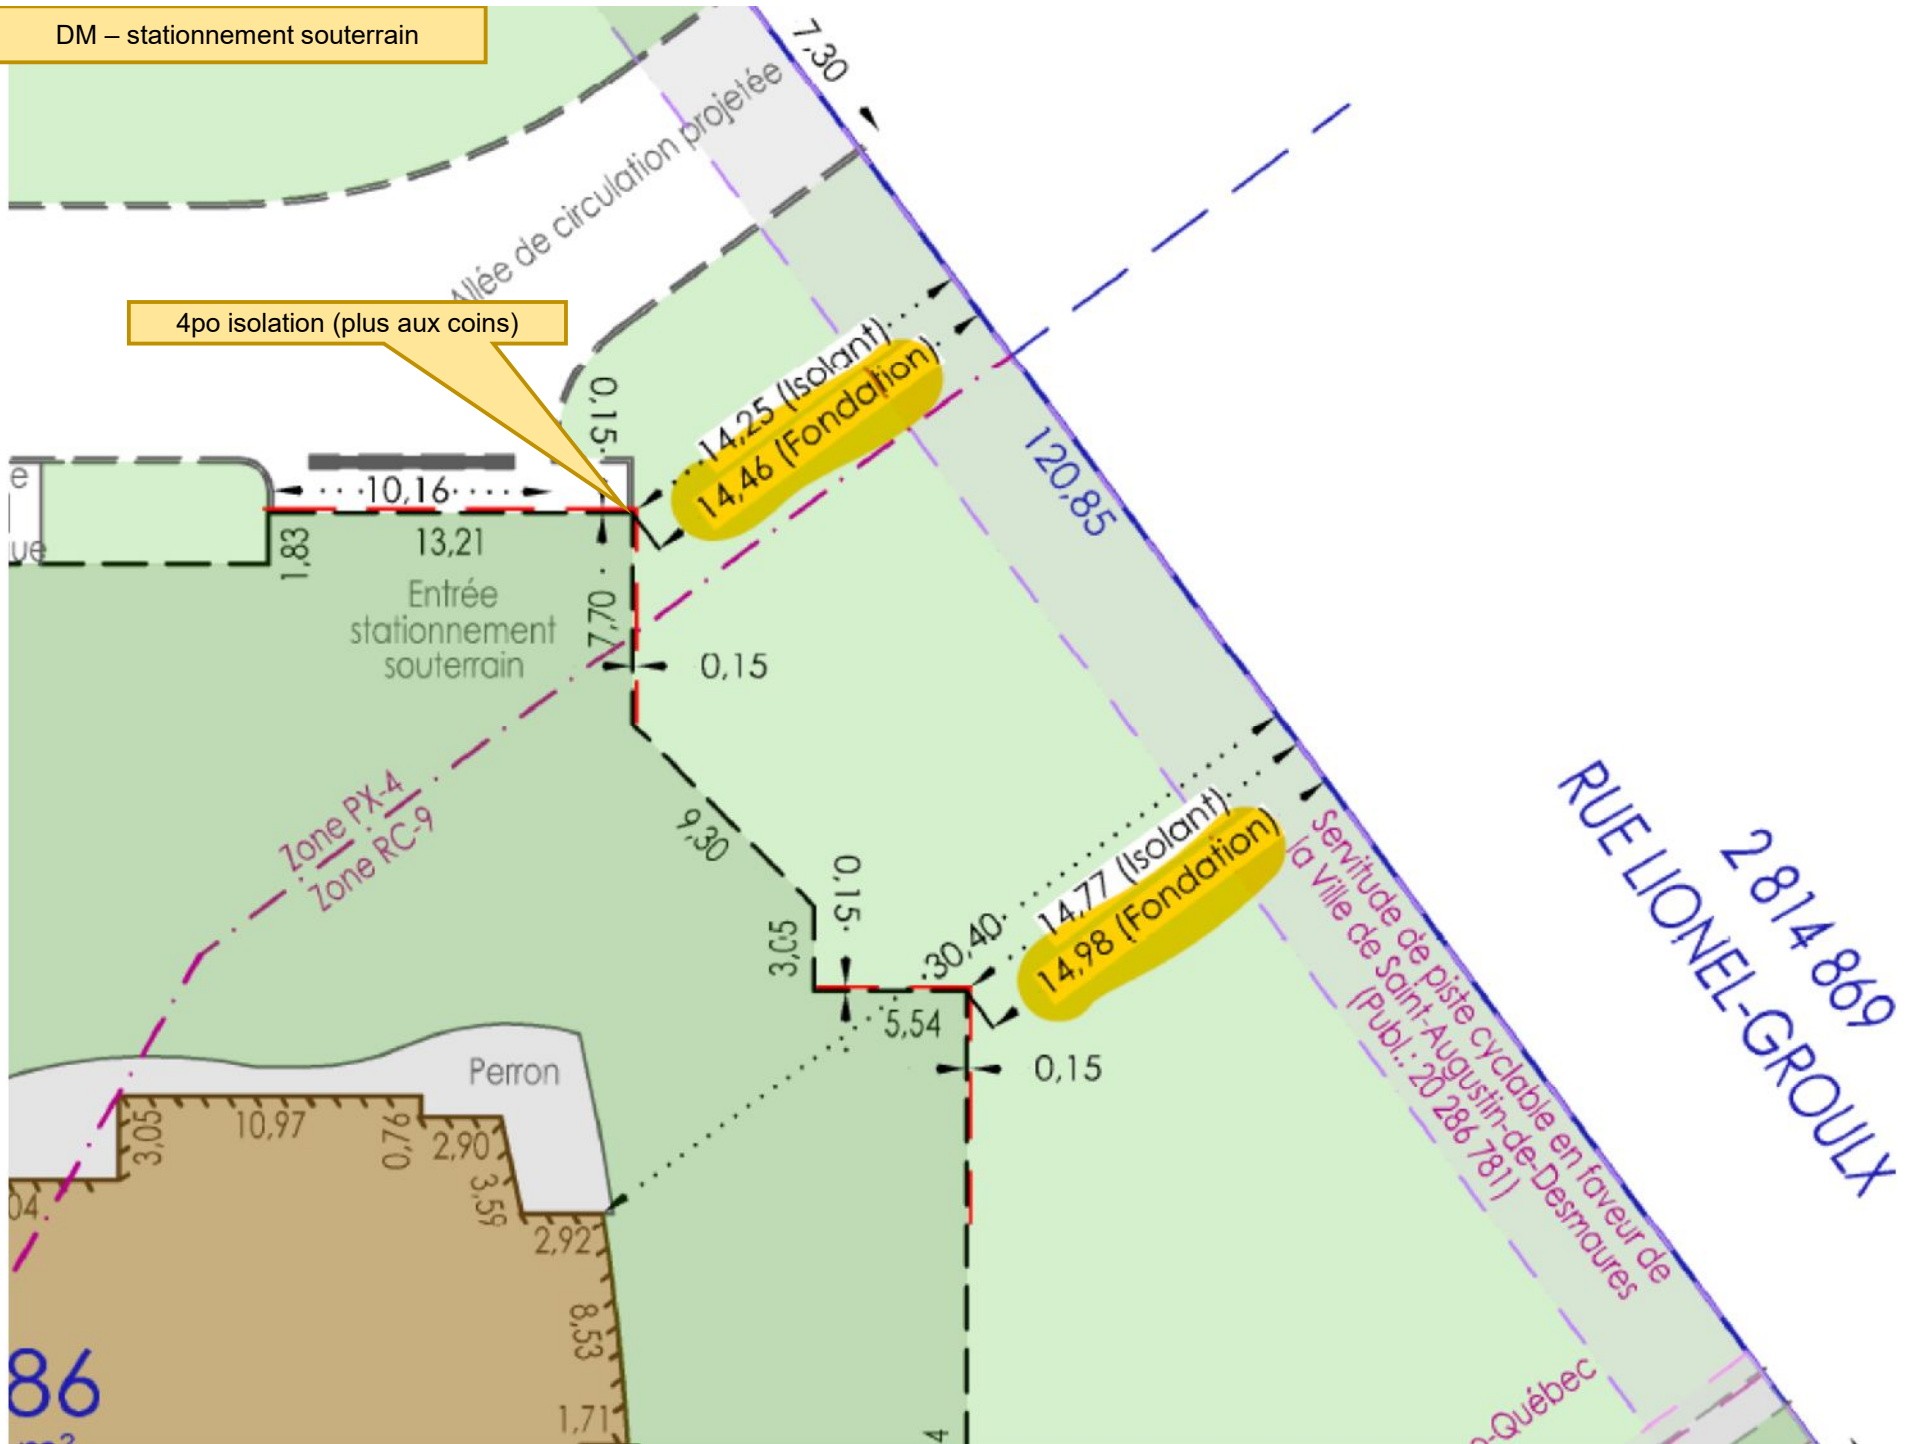 DM – stationnement souterrain
7,30
Allée de circulation projetée
4po isolation (plus aux coins)
14,25 (Isolant)
14,46 (Fondation)
0,15
120,85
e
ue
10,16
1,83
13,21
Entrée
stationnement
souterrain
7,70
0,15
Zone PX-4
Zone RC-9
9,30
0,15
3,05
30,40
14,77 (Isolant)
14,98 (Fondation)
5,54
0,15
Servitude de piste cyclable en faveur de
la Ville de Saint-Augustin-de-Desmaures
(Publ.: 20 286 781)
2 814 869
RUE LIONEL-GROULX
Perron
3,05
10,97
0,76
2,90
3,59
2,92
04
8,53
1,71
86
m²
4
o-Québec